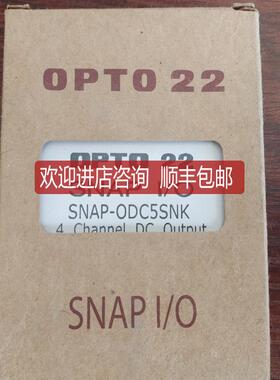 OPTO 22
OPTO 22
欢迎进店咨询 顺丰包邮
SNAP I/O
SNAP-ODC5SNK
4 Channel DC Output
SNAP I/O